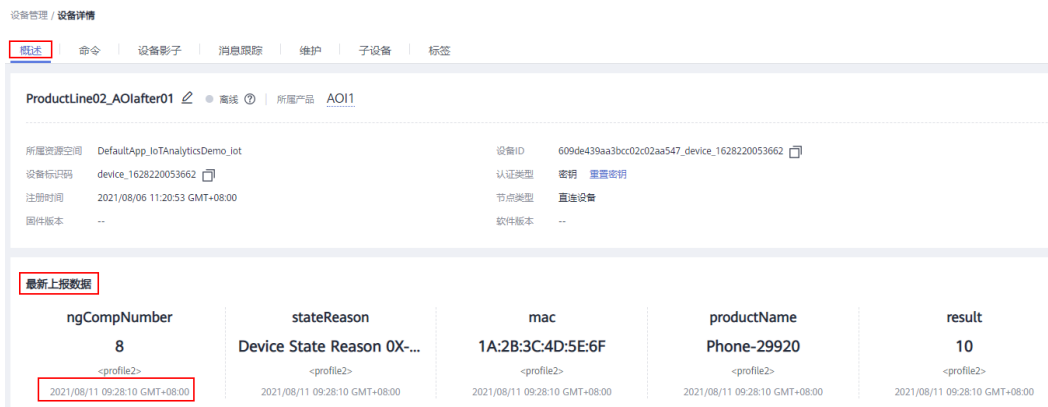 设备管理 / 设备详情
概述 命令 设备影子 消息跟踪 维护 子设备 标签
ProductLine02_AOIafter01 离线 所属产品 AOI1
所属资源空间 DefaultApp_IoTAnalyticsDemo_iot 设备ID 609de439aa3bcc02c02aa547_device_1628220053662
设备标识码 device_1628220053662 认证类型 密钥 重置密钥
注册时间 2021/08/06 11:20:53 GMT+08:00 节点类型 直连设备
固件版本 -- 软件版本 --
最新上报数据
ngCompNumber stateReason mac productName result
8 Device State Reason 0X-... 1A:2B:3C:4D:5E:6F Phone-29920 10
<profile2> <profile2> <profile2> <profile2> <profile2>
2021/08/11 09:28:10 GMT+08:00 2021/08/11 09:28:10 GMT+08:00 2021/08/11 09:28:10 GMT+08:00 2021/08/11 09:28:10 GMT+08:00 2021/08/11 09:28:10 GMT+08:00